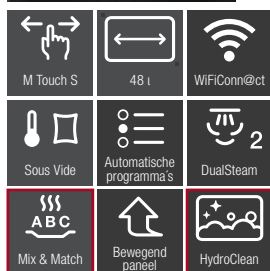 M Touch S
48 l
WiFiConn@ct
Sous Vide
Automatische
programma´s
2
DualSteam
ABC
Mix & Match
Bewegend
paneel
HydroClean